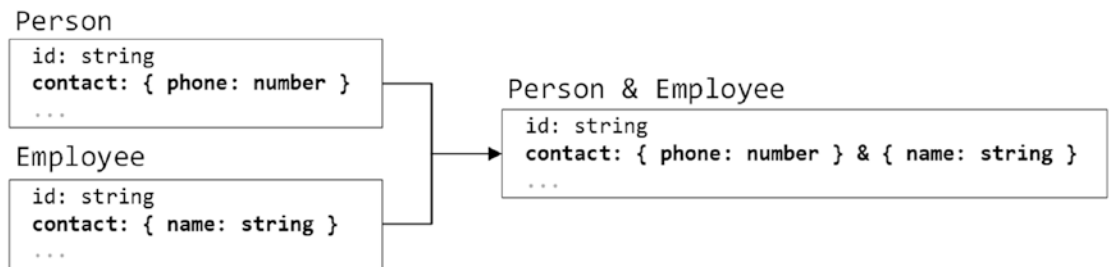 Person
id: string
contact: { phone: number }
...
Employee
id: string
contact: { name: string }
...
Person & Employee
id: string
contact: { phone: number } & { name: string }
...